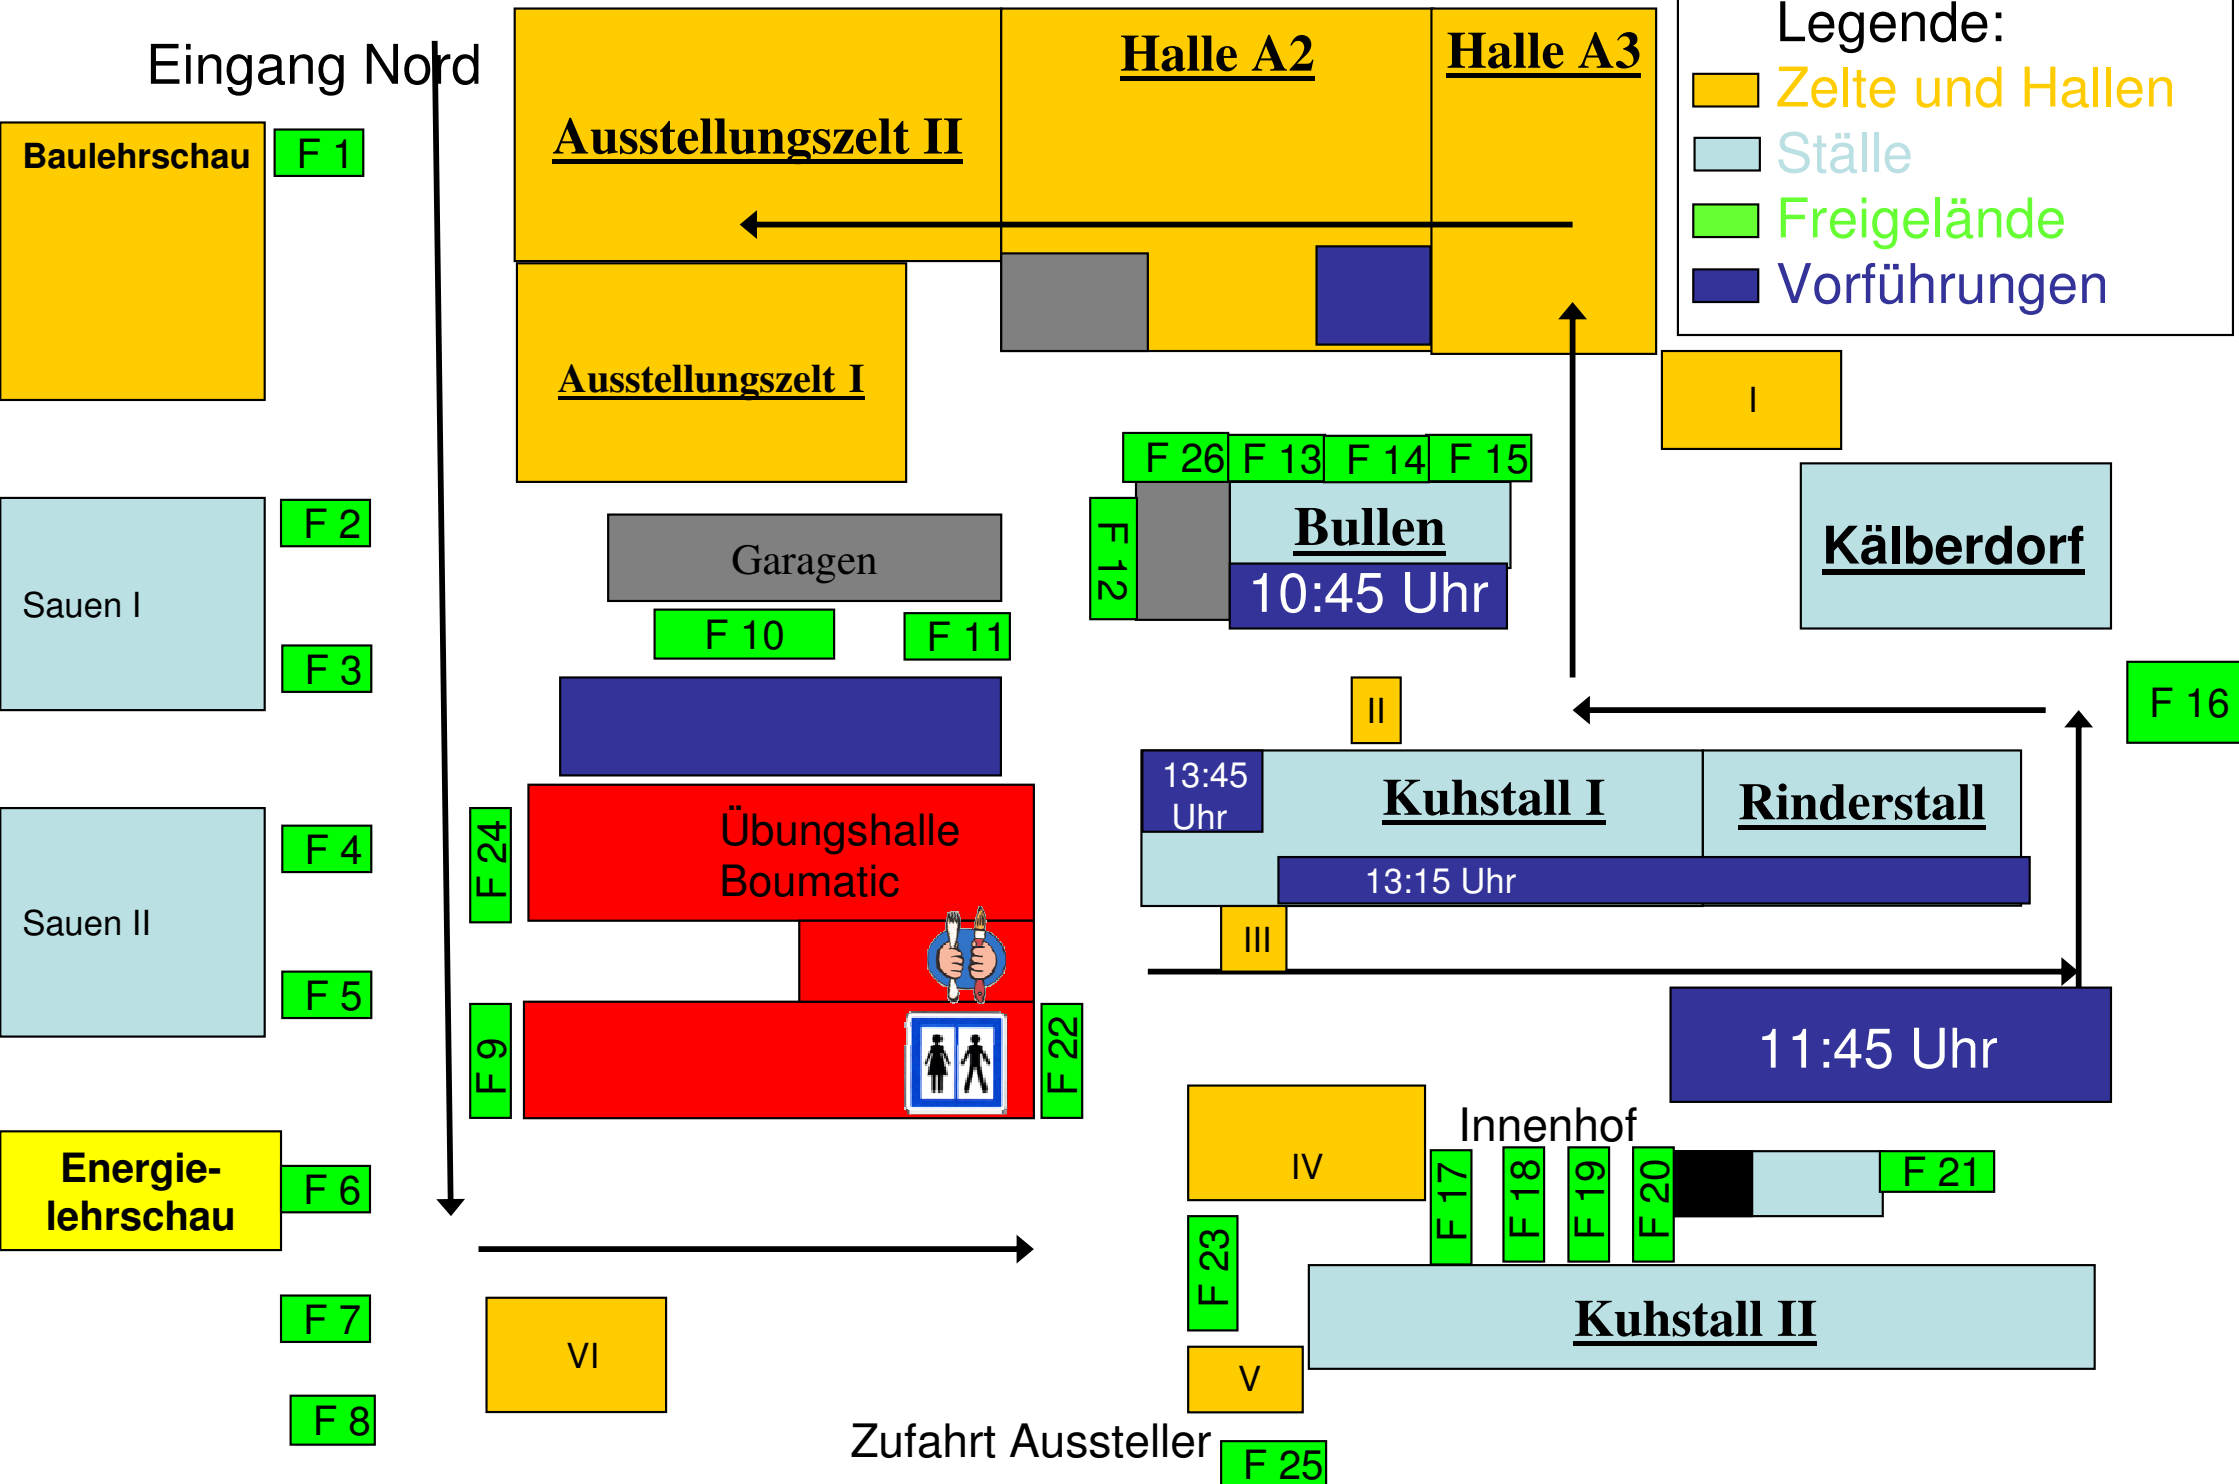 Eingang Nord
Halle A2
Halle A3
Legende:
Zelte und Hallen
Ställe
Freigelände
Vorführungen
Baulehrschau
F 1
Ausstellungszelt II
Ausstellungszelt I
I
F 26
F 13
F 14
F 15
F 12
Bullen
10:45 Uhr
Kälberdorf
Sauen I
F 2
F 3
Garagen
F 10
F 11
II
F 16
13:45
Uhr
Kuhstall I
Rinderstall
13:15 Uhr
III
Sauen II
F 4
F 5
F 24
Übungshalle
Boumatic
F 9
F 22
11:45 Uhr
Innenhof
IV
F 17
F 18
F 19
F 20
F 21
Energie-
lehrschau
F 6
F 23
F 7
VI
Kuhstall II
V
F 8
Zufahrt Aussteller
F 25